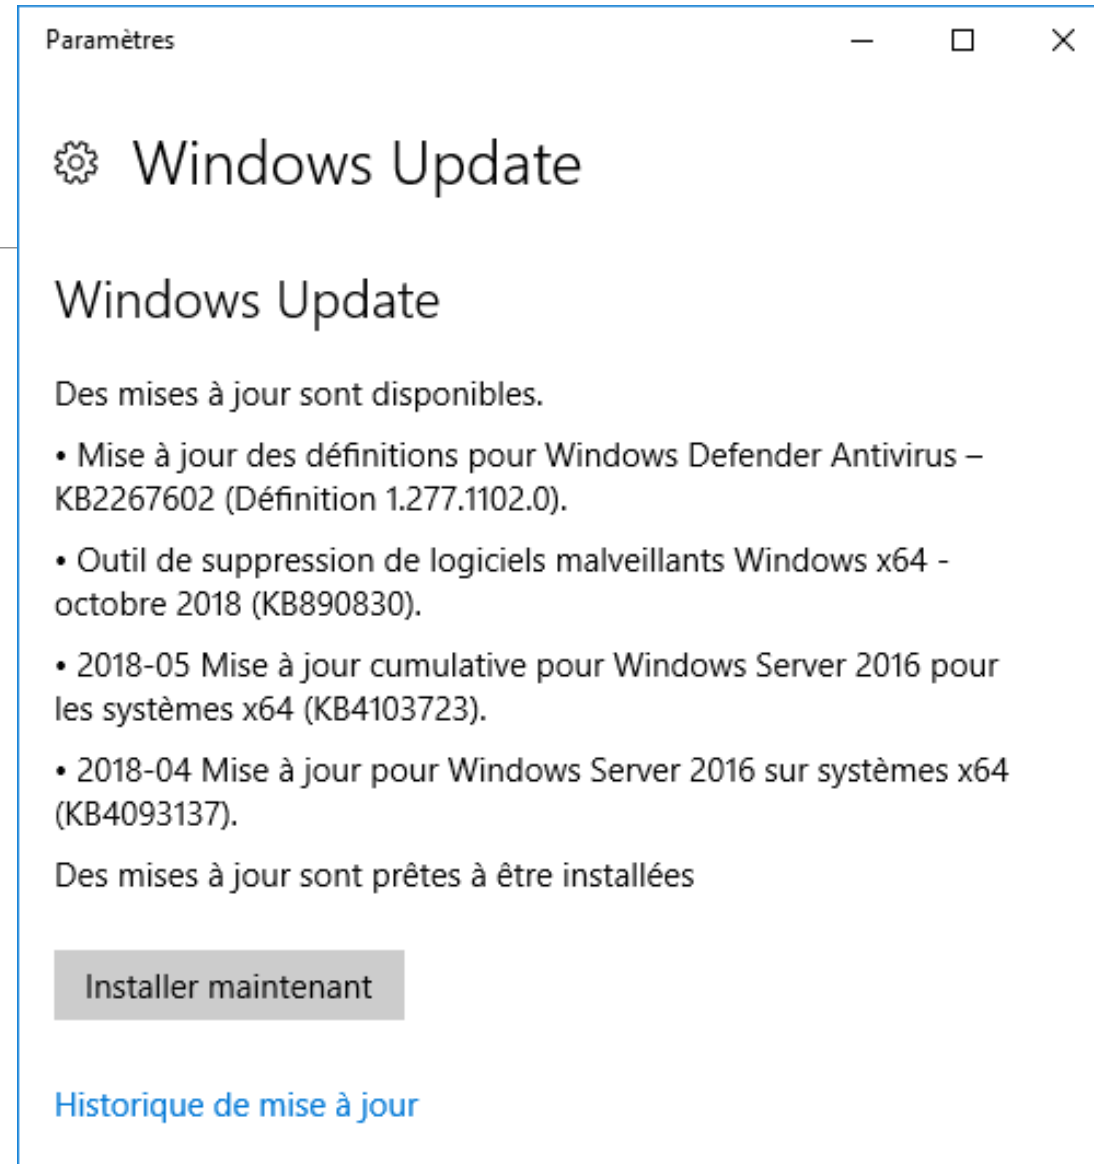 Paramètres
Windows Update
Windows Update
Des mises à jour sont disponibles.
• Mise à jour des définitions pour Windows Defender Antivirus –
KB2267602 (Définition 1.277.1102.0).
• Outil de suppression de logiciels malveillants Windows x64 -
octobre 2018 (KB890830).
• 2018-05 Mise à jour cumulative pour Windows Server 2016 pour
les systèmes x64 (KB4103723).
• 2018-04 Mise à jour pour Windows Server 2016 sur systèmes x64
(KB4093137).
Des mises à jour sont prêtes à être installées
Installer maintenant
Historique de mise à jour